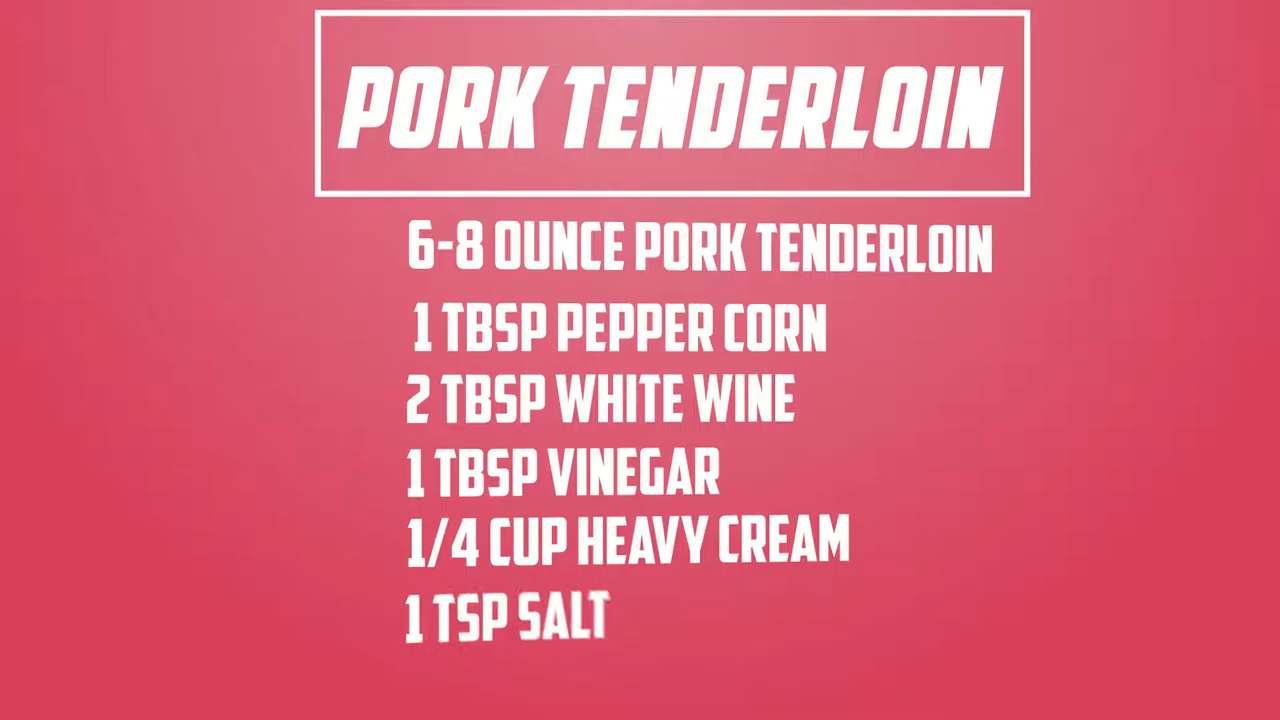 PORK TENDERLOIN
6-8 OUNCE PORK TENDERLOIN
1 TBSP PEPPER CORN
2 TBSP WHITE WINE
1 TBSP VINEGAR
1/4 CUP HEAVY CREAM
1 TSP SALT